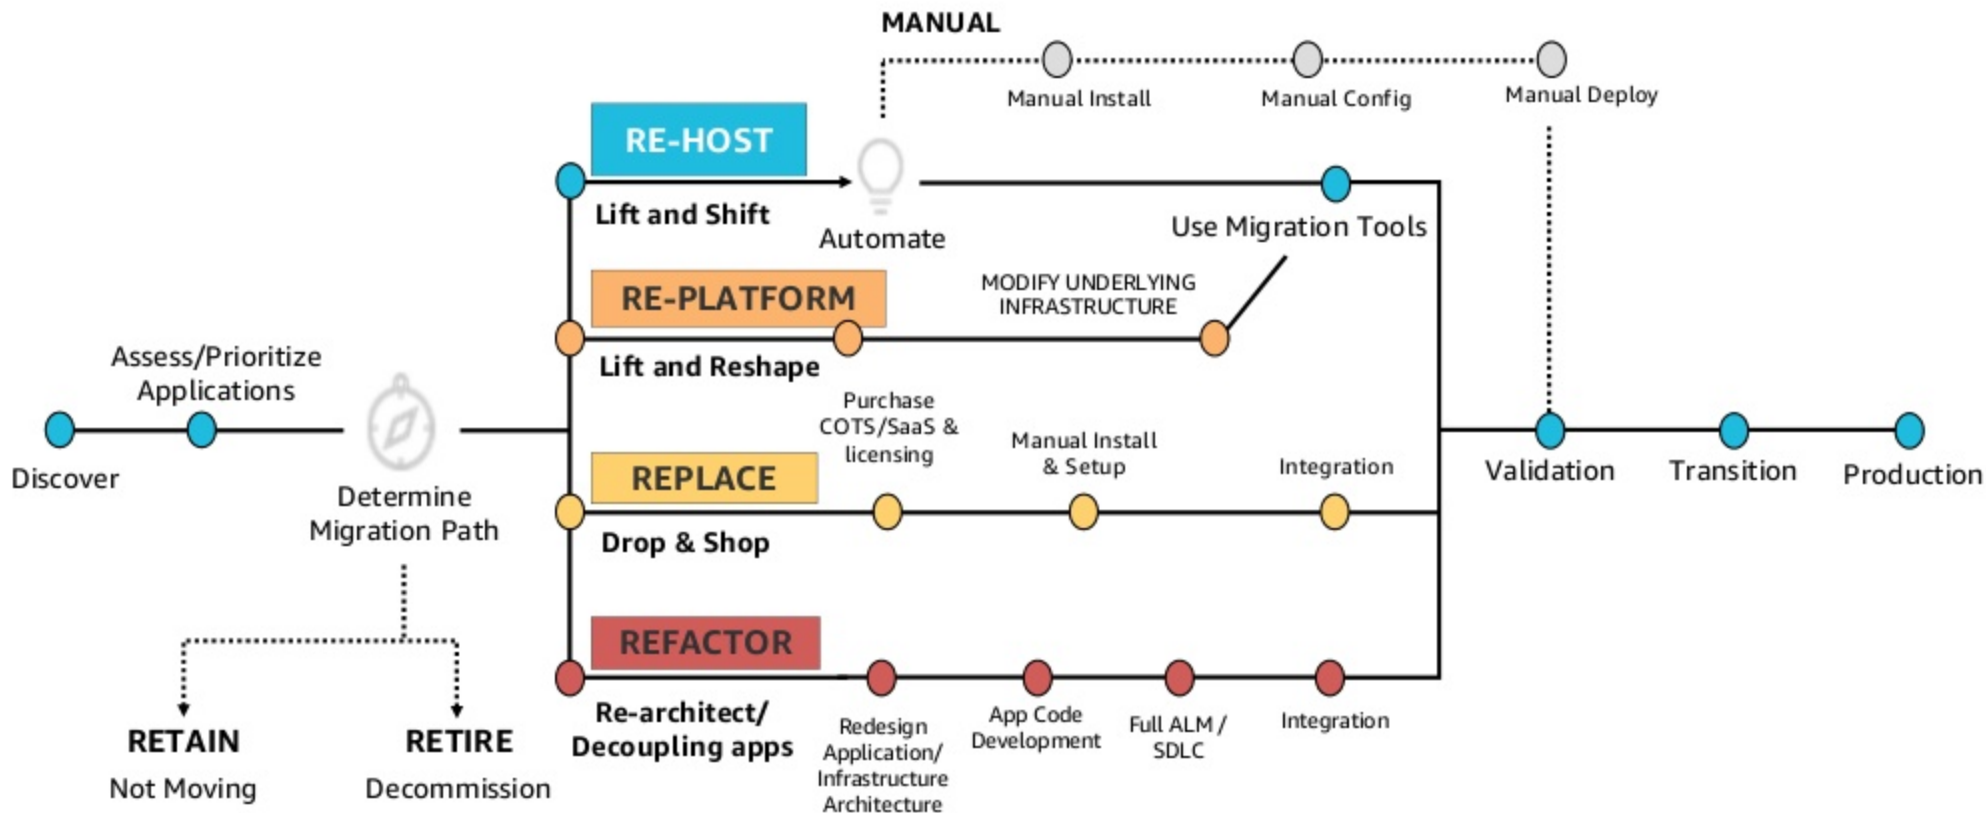 MANUAL
Manual Install
Manual Config
Manual Deploy
RE-HOST
Lift and Shift
Automate
Use Migration Tools
RE-PLATFORM
MODIFY UNDERLYING
INFRASTRUCTURE
Lift and Reshape
Assess/Prioritize
Applications
Discover
Determine
Migration Path
Purchase
COTS/SaaS &
licensing
Manual Install
& Setup
Integration
REPLACE
Drop & Shop
Validation
Transition
Production
REFACTOR
Re-architect/
Decoupling apps
Redesign
Application/
Infrastructure
Architecture
App Code
Development
Full ALM /
SDLC
Integration
RETAIN
Not Moving
RETIRE
Decommission